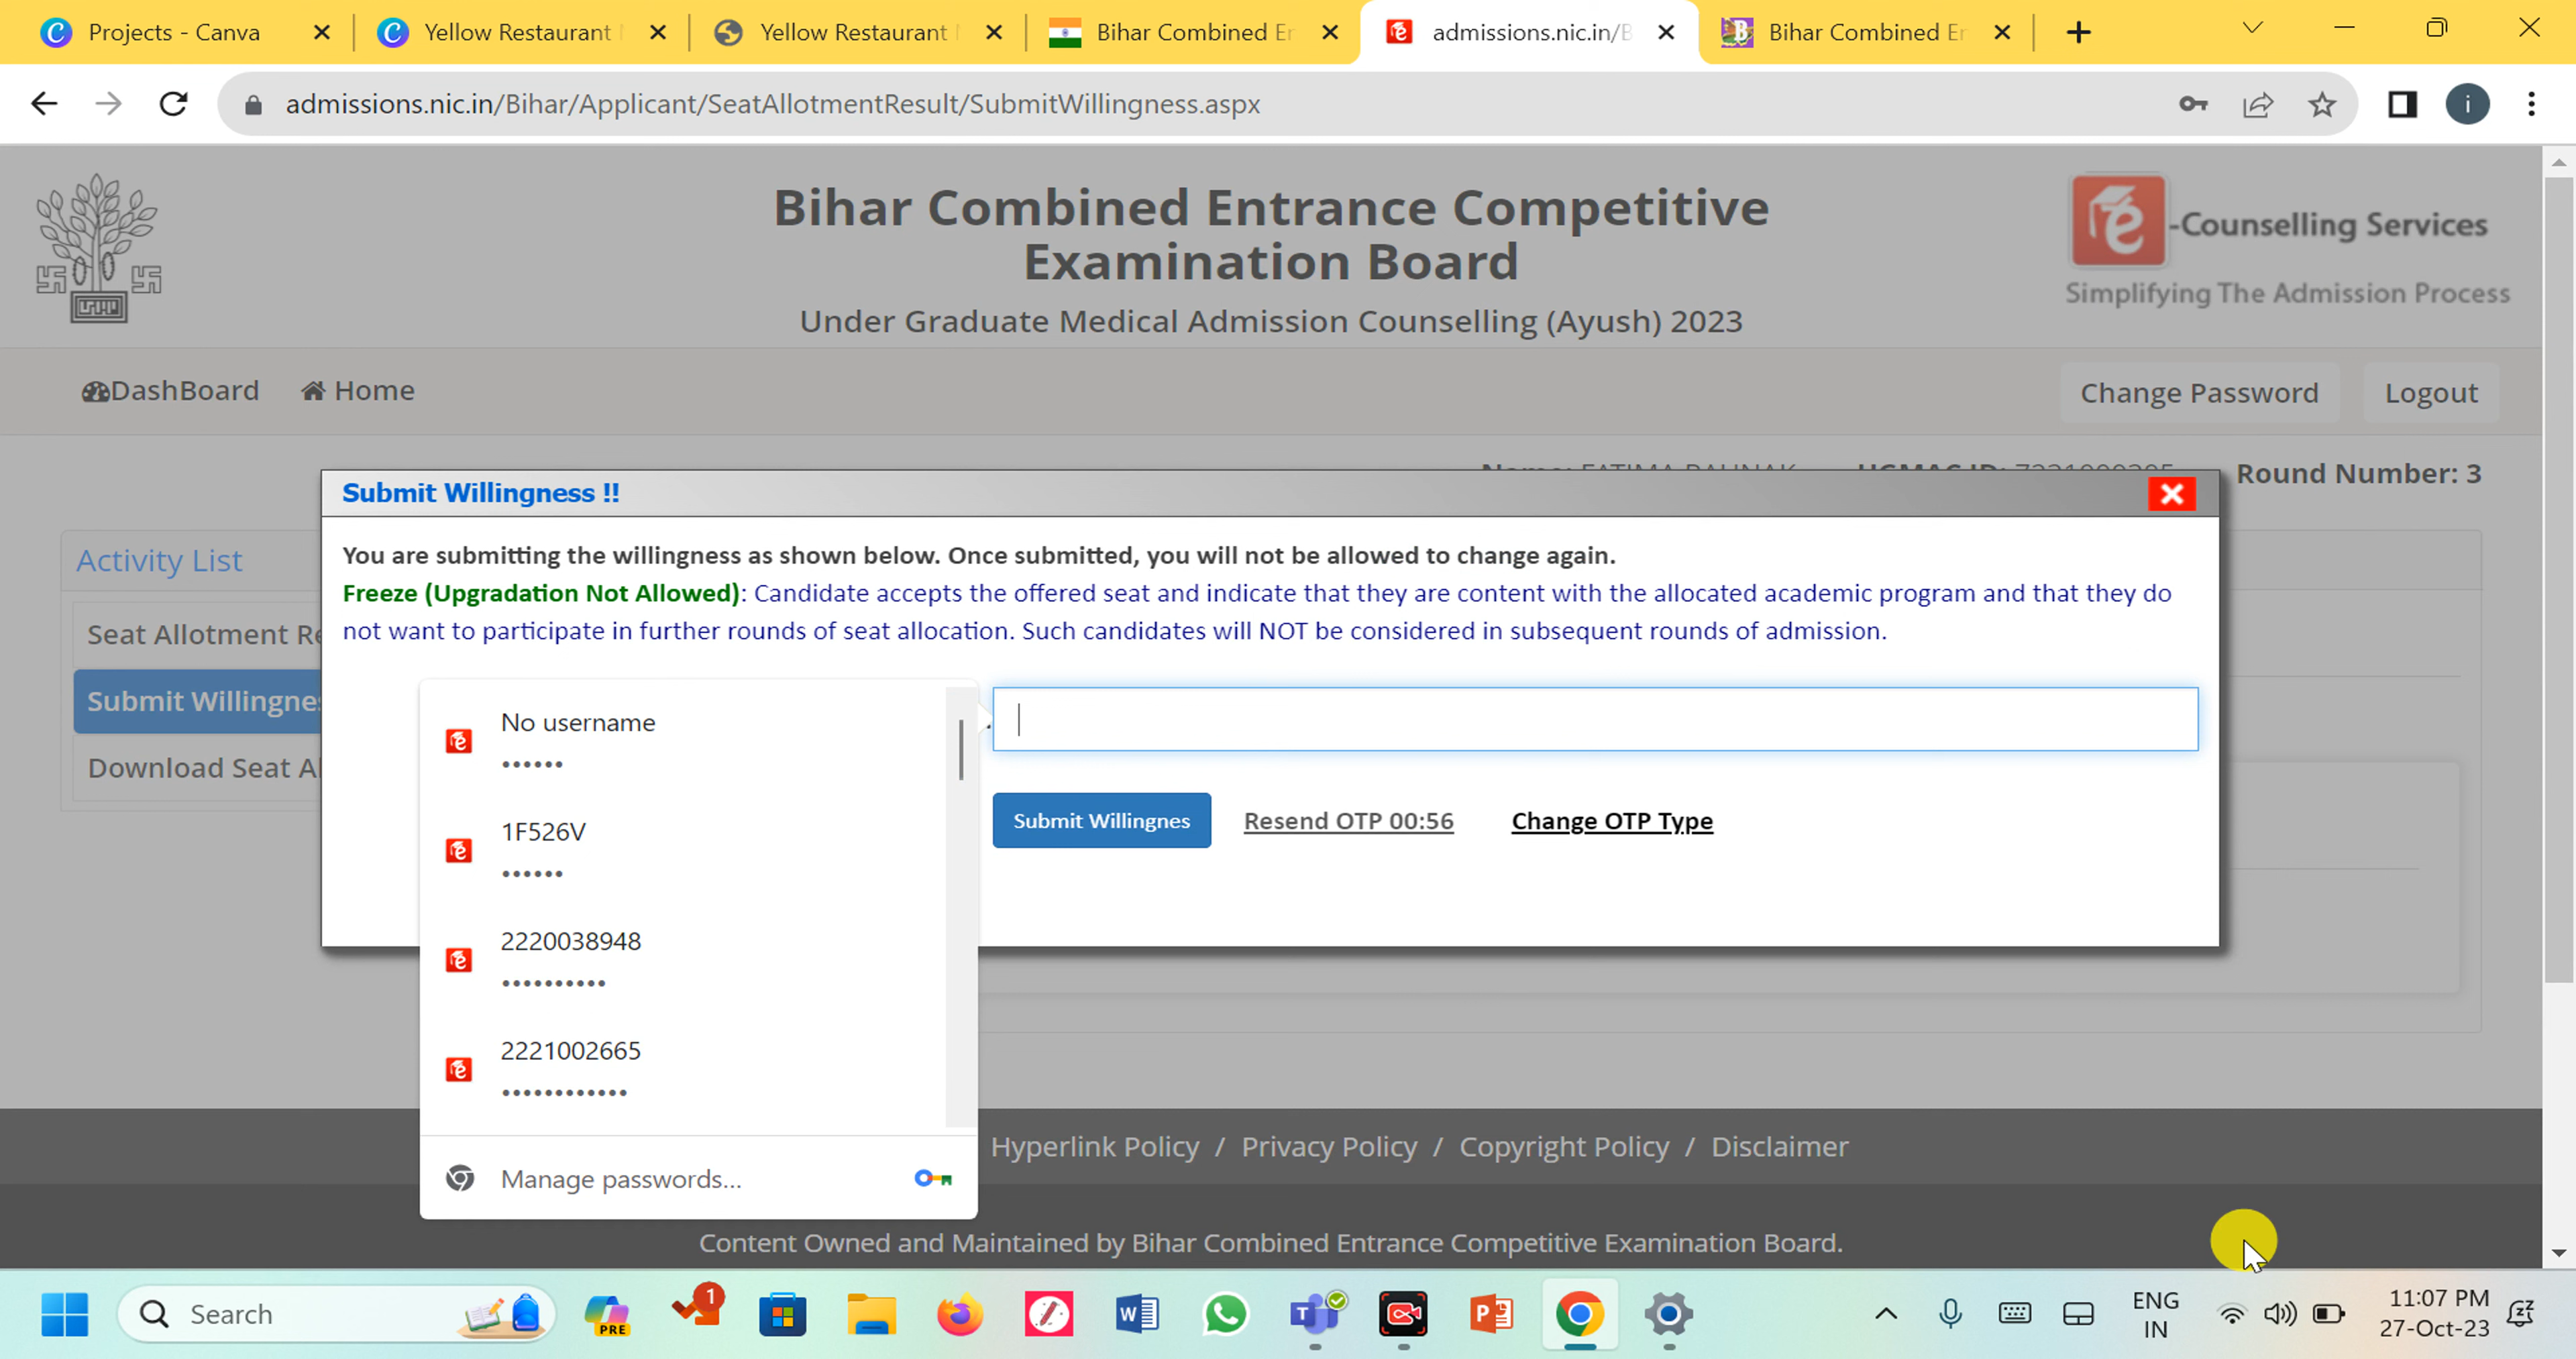 Projects - Canva
Yellow Restaurant
Yellow Restaurant
Bihar Combined Er
admissions.nic.in/B
Bihar Combined Er
admissions.nic.in/Bihar/Applicant/SeatAllotmentResult/SubmitWillingness.aspx
i
Bihar Combined Entrance Competitive
Examination Board
Under Graduate Medical Admission Counselling (Ayush) 2023
e-Counselling Services
Simplifying The Admission Process
DashBoard
Home
Change Password
Logout
Round Number: 3
Submit Willingness !!
You are submitting the willingness as shown below. Once submitted, you will not be allowed to change again.
Freeze (Upgradation Not Allowed): Candidate accepts the offered seat and indicate that they are content with the allocated academic program and that they do
not want to participate in further rounds of seat allocation. Such candidates will NOT be considered in subsequent rounds of admission.
Activity List
Seat Allotment Re
Submit Willingne
Download Seat Al
No username
••••••
1F526V
••••••
2220038948
••••••••••
2221002665
••••••••••••
Manage passwords...
Submit Willingnes
Resend OTP 00:56
Change OTP Type
Hyperlink Policy / Privacy Policy / Copyright Policy / Disclaimer
Content Owned and Maintained by Bihar Combined Entrance Competitive Examination Board.
Search
PRE
1
ENG
IN
11:07 PM
27-Oct-23